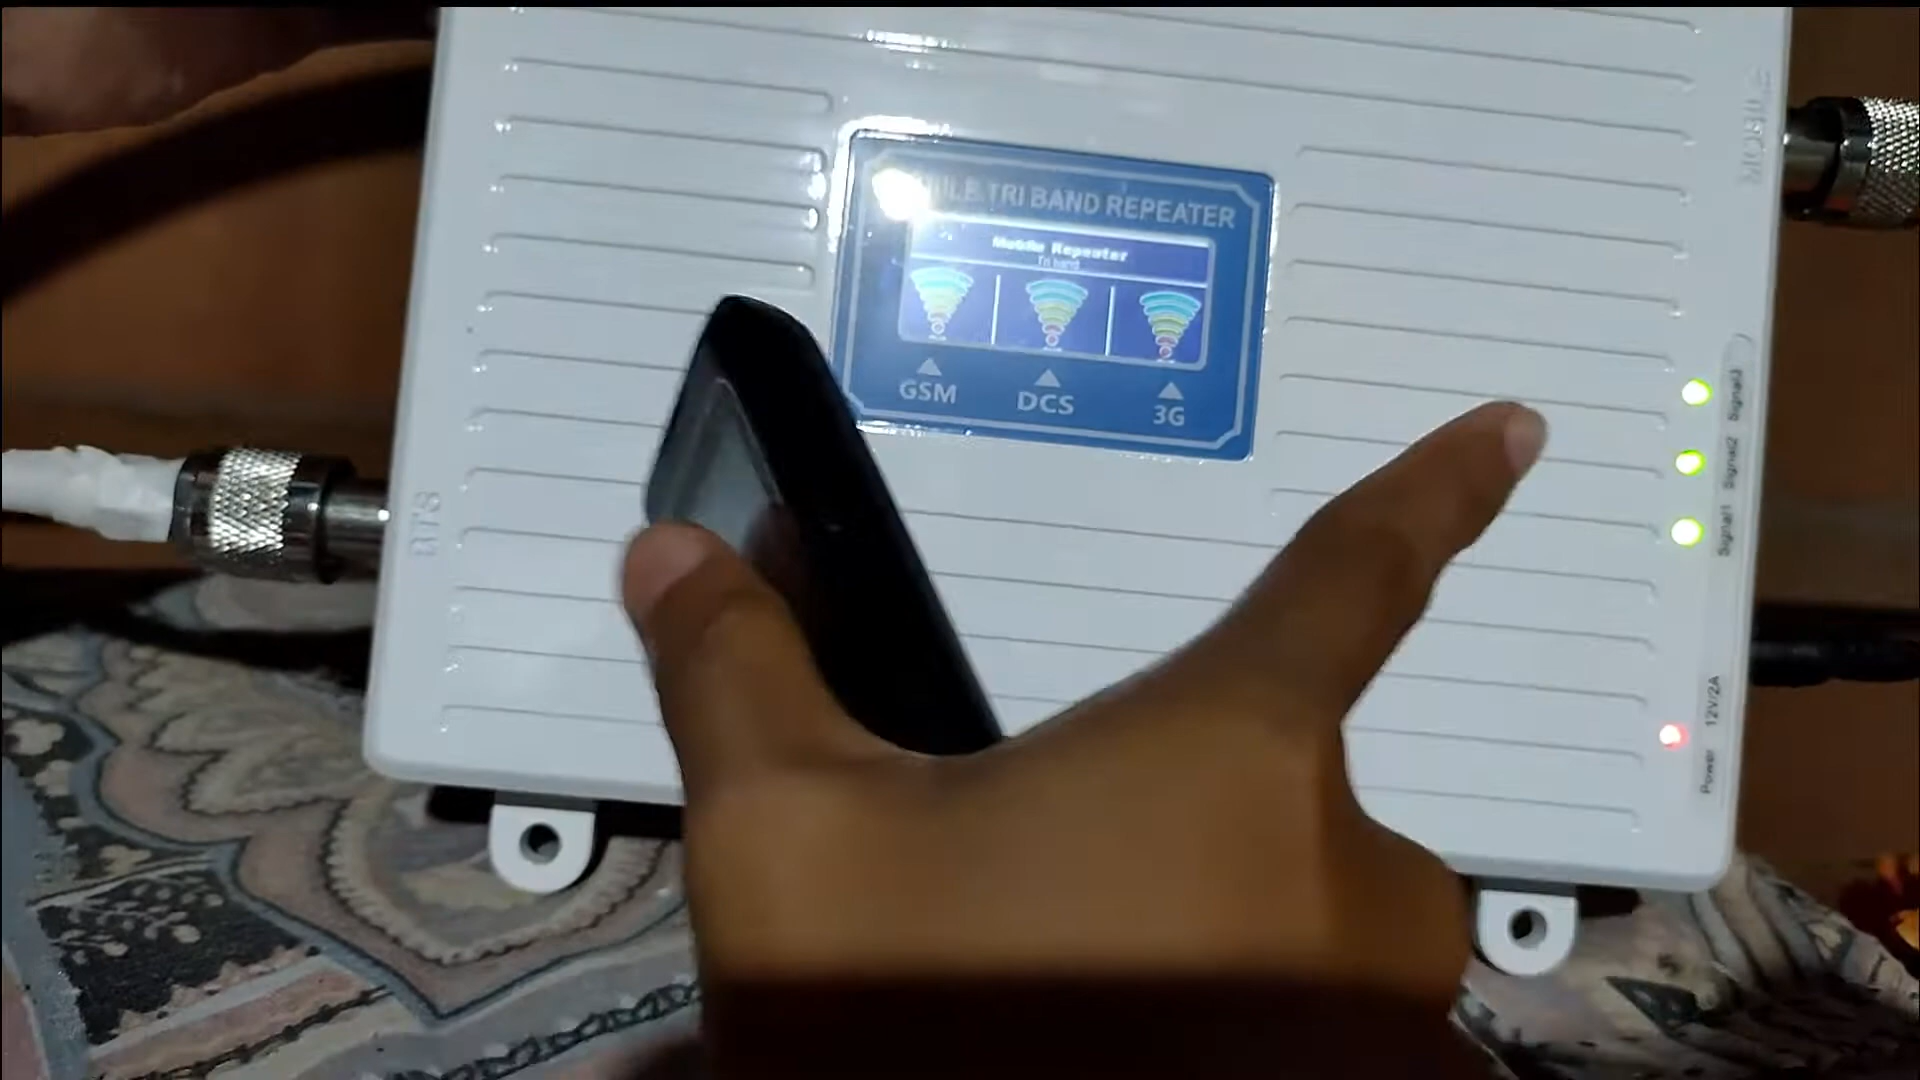 MOBILE
TRI BAND REPEATER
Mobile Repeater
Tri band
GSM
DCS
3G
BTS
Signal3
Signal2
Signal1
Power 12V/2A